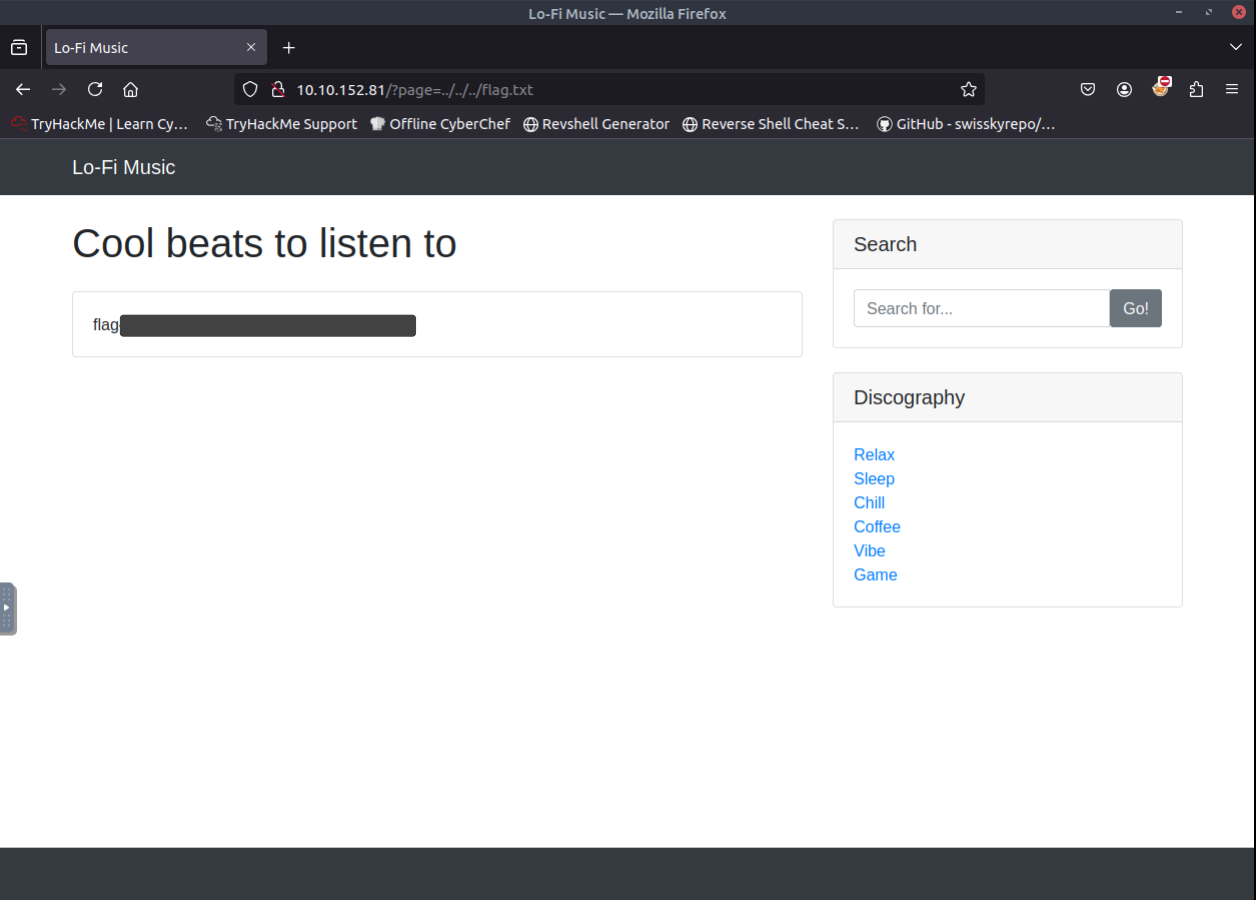 Lo-Fi Music — Mozilla Firefox
Lo-Fi Music
10.10.152.81/?page=../../../flag.txt
TryHackMe | Learn Cy... TryHackMe Support Offline CyberChef Revshell Generator Reverse Shell Cheat S... GitHub - swisskyrepo/...
Lo-Fi Music
Cool beats to listen to
flag
Search
Search for... Go!
Discography
Relax
Sleep
Chill
Coffee
Vibe
Game